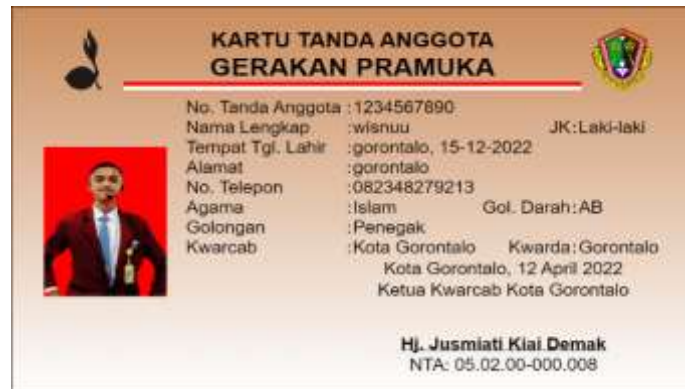 KARTU TANDA ANGGOTA
GERAKAN PRAMUKA
No. Tanda Anggota :1234567890
Nama Lengkap :wisnuu JK:Laki-laki
Tempat Tgl. Lahir :gorontalo, 15-12-2022
Alamat :gorontalo
No. Telepon :082348279213
Agama :Islam Gol. Darah:AB
Golongan :Penegak
Kwarcab :Kota Gorontalo Kwarda:Gorontalo
Kota Gorontalo, 12 April 2022
Ketua Kwarcab Kota Gorontalo
Hj. Jusmiati Kiai Demak
NTA: 05.02.00-000.008